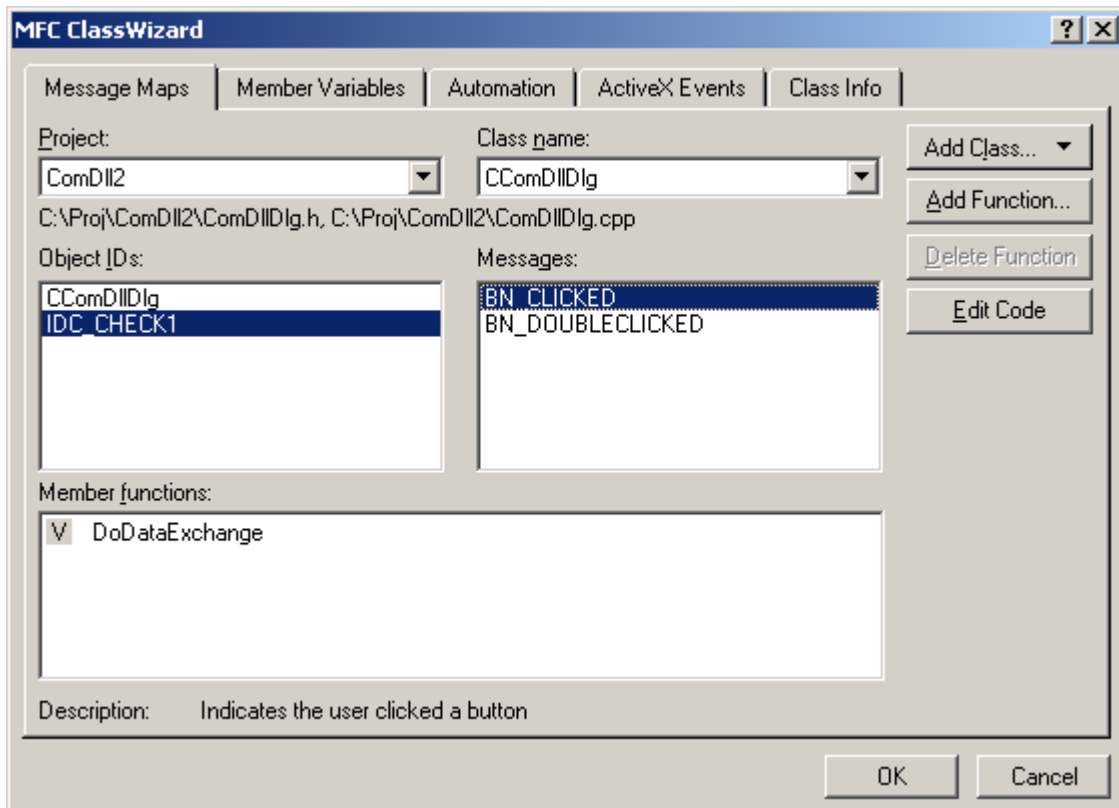 MFC ClassWizard
Message Maps Member Variables Automation ActiveX Events Class Info
Project: Class name:
ComDll2 CComDllDlg
Add Class...
C:\Proj\ComDll2\ComDllDlg.h, C:\Proj\ComDll2\ComDllDlg.cpp
Add Function...
Object IDs: Messages:
Delete Function
CComDllDlg BN_CLICKED
IDC_CHECK1 BN_DOUBLECLICKED
Edit Code
Member functions:
V DoDataExchange
Description: Indicates the user clicked a button
OK Cancel